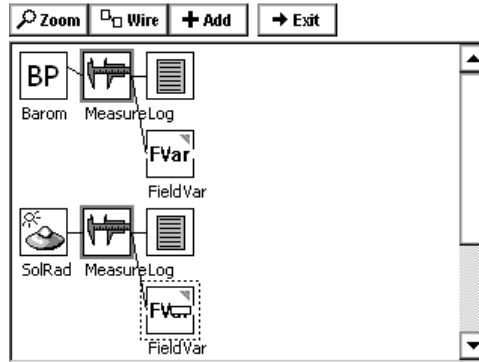 Zoom Wire Add Exit
BP
Barom MeasureLog
FVar
FieldVar
SolRad MeasureLog
FieldVar